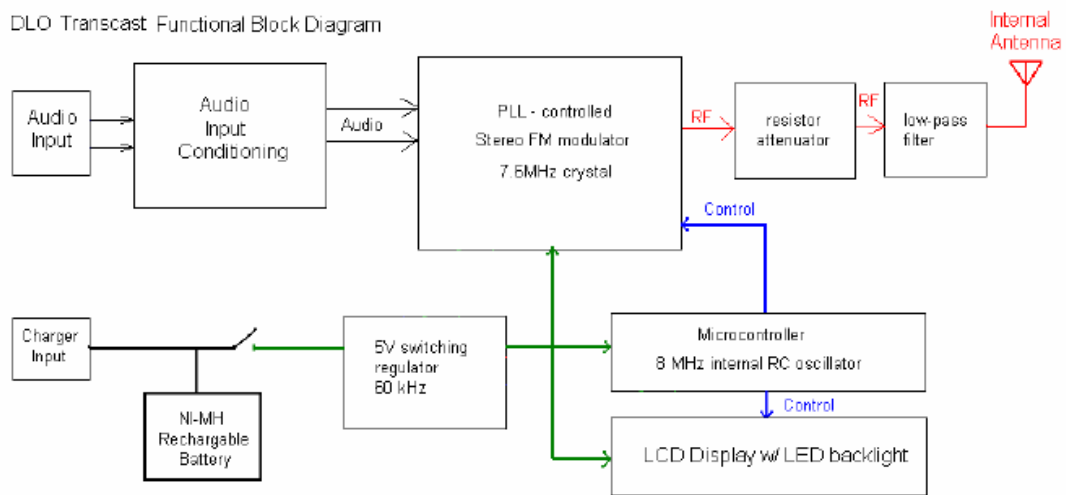 DLO Transcast Functional Block Diagram
Internal
Antenna
Audio
Input
Audio
Input
Conditioning
Audio
PLL - controlled
Stereo FM modulator
7.6MHz crystal
RF
resistor
attenuator
RF
low-pass
filter
Control
Charger
Input
NI-MH
Rechargable
Battery
5V switching
regulator
60 kHz
Microcontroller
8 MHz internal RC oscillator
Control
LCD Display w/ LED backlight